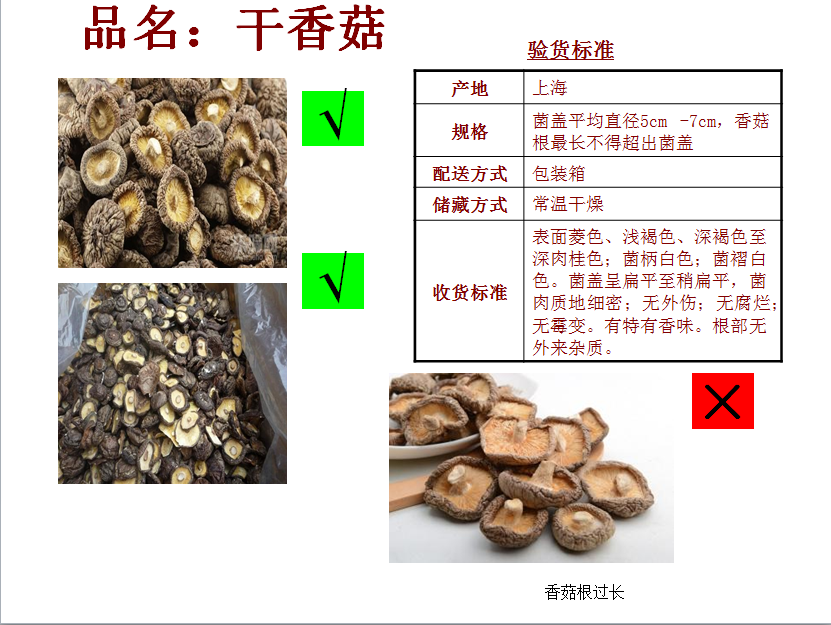 品名：干香菇
验货标准
产地 上海
规格 菌盖平均直径5cm -7cm，香菇
根最长不得超出菌盖
配送方式 包装箱
储藏方式 常温干燥
收货标准 表面菱色、浅褐色、深褐色至
深肉桂色；菌柄白色；菌褶白
色。菌盖呈扁平至稍扁平，菌
肉质地细密；无外伤；无腐烂；
无霉变。有特有香味。根部无
外来杂质。
香菇根过长